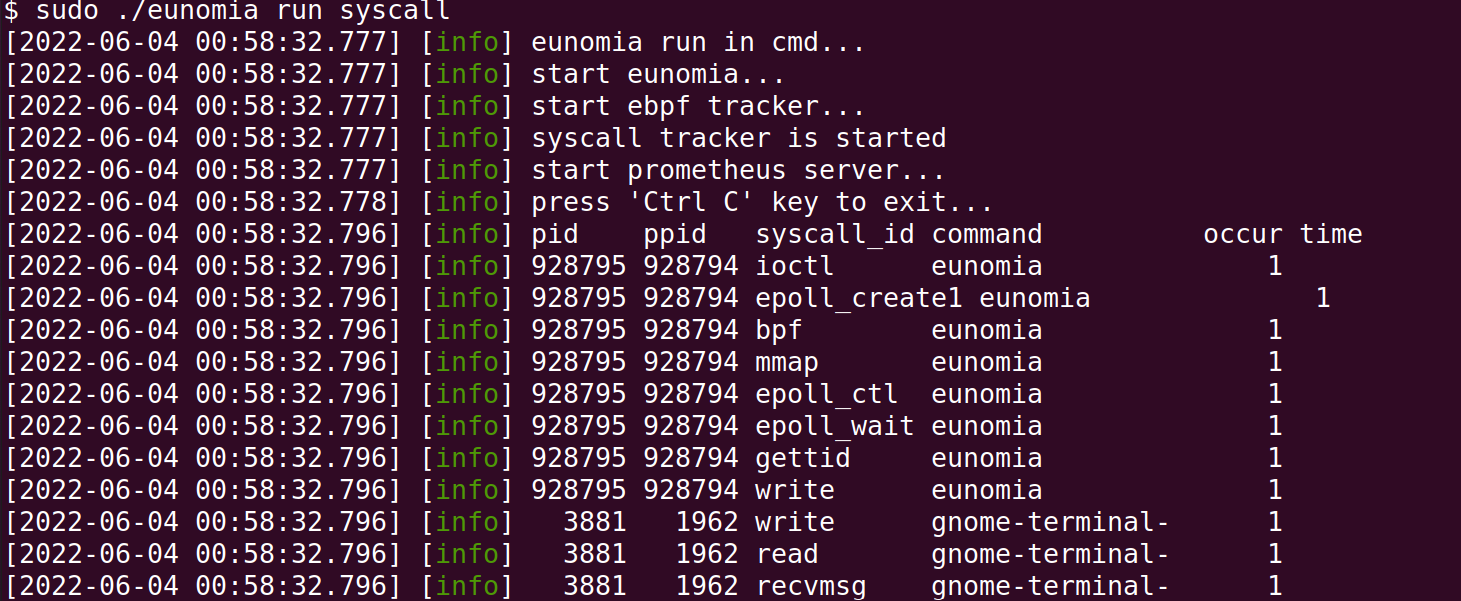 $ sudo ./eunomia run syscall
[2022-06-04 00:58:32.777] [info] eunomia run in cmd...
[2022-06-04 00:58:32.777] [info] start eunomia...
[2022-06-04 00:58:32.777] [info] start ebpf tracker...
[2022-06-04 00:58:32.777] [info] syscall tracker is started
[2022-06-04 00:58:32.777] [info] start prometheus server...
[2022-06-04 00:58:32.778] [info] press 'Ctrl C' key to exit...
[2022-06-04 00:58:32.796] [info] pid    ppid   syscall_id command          occur time
[2022-06-04 00:58:32.796] [info] 928795 928794 ioctl      eunomia              1
[2022-06-04 00:58:32.796] [info] 928795 928794 epoll_create1 eunomia              1
[2022-06-04 00:58:32.796] [info] 928795 928794 bpf        eunomia              1
[2022-06-04 00:58:32.796] [info] 928795 928794 mmap       eunomia              1
[2022-06-04 00:58:32.796] [info] 928795 928794 epoll_ctl  eunomia              1
[2022-06-04 00:58:32.796] [info] 928795 928794 epoll_wait eunomia              1
[2022-06-04 00:58:32.796] [info] 928795 928794 gettid     eunomia              1
[2022-06-04 00:58:32.796] [info] 928795 928794 write      eunomia              1
[2022-06-04 00:58:32.796] [info]   3881   1962 write      gnome-terminal-      1
[2022-06-04 00:58:32.796] [info]   3881   1962 read       gnome-terminal-      1
[2022-06-04 00:58:32.796] [info]   3881   1962 recvmsg    gnome-terminal-      1